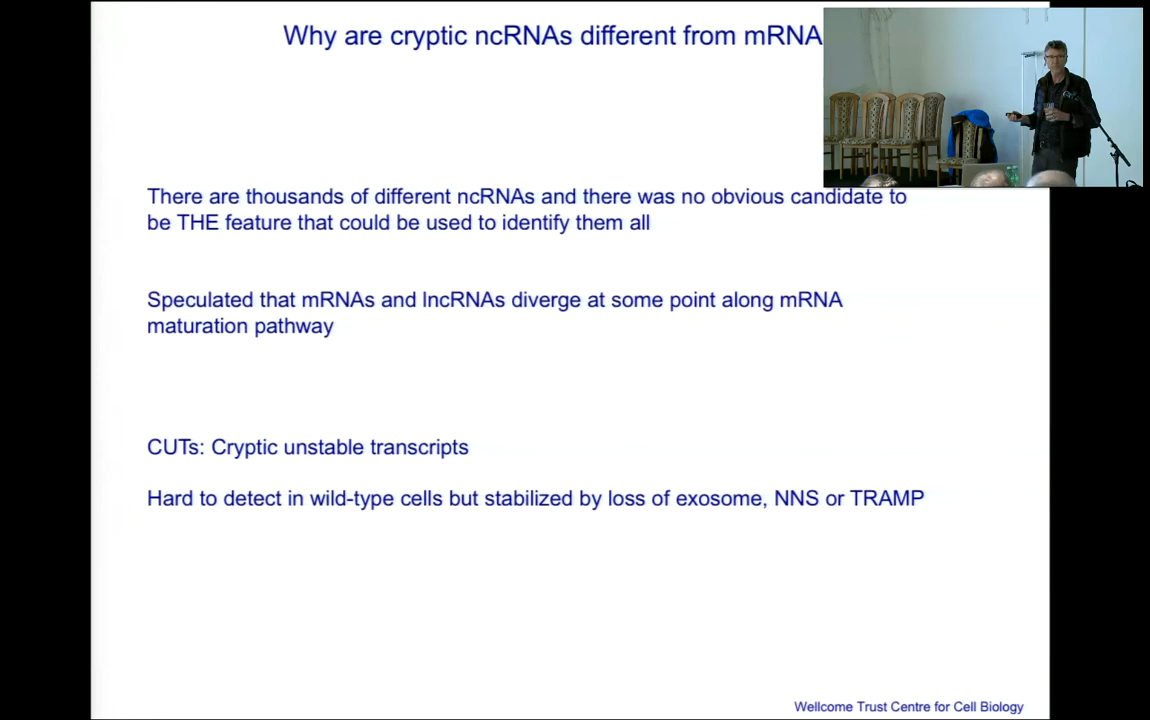 Why are cryptic ncRNAs different from mRNA
There are thousands of different ncRNAs and there was no obvious candidate to
be THE feature that could be used to identify them all
Speculated that mRNAs and lncRNAs diverge at some point along mRNA
maturation pathway
CUTs: Cryptic unstable transcripts
Hard to detect in wild-type cells but stabilized by loss of exosome, NNS or TRAMP
Wellcome Trust Centre for Cell Biology